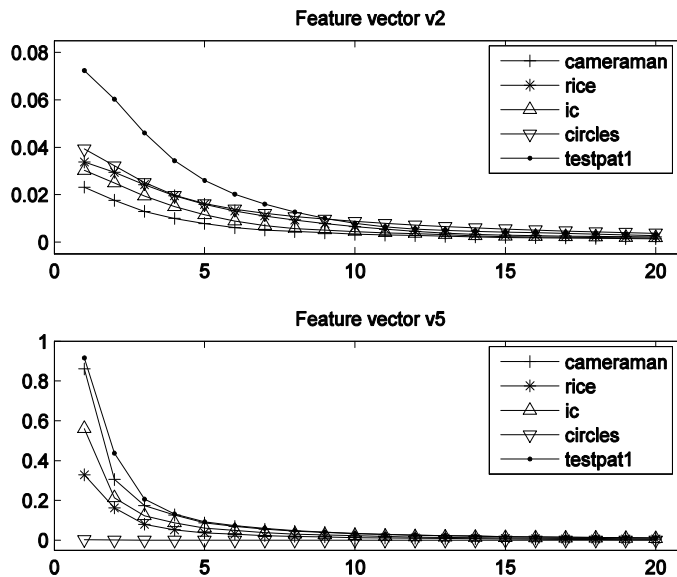 Feature vector v2
0.08
0.06
0.04
0.02
0
cameraman
rice
ic
circles
testpat1
0 5 10 15 20
Feature vector v5
1
0.8
0.6
0.4
0.2
0
cameraman
rice
ic
circles
testpat1
0 5 10 15 20